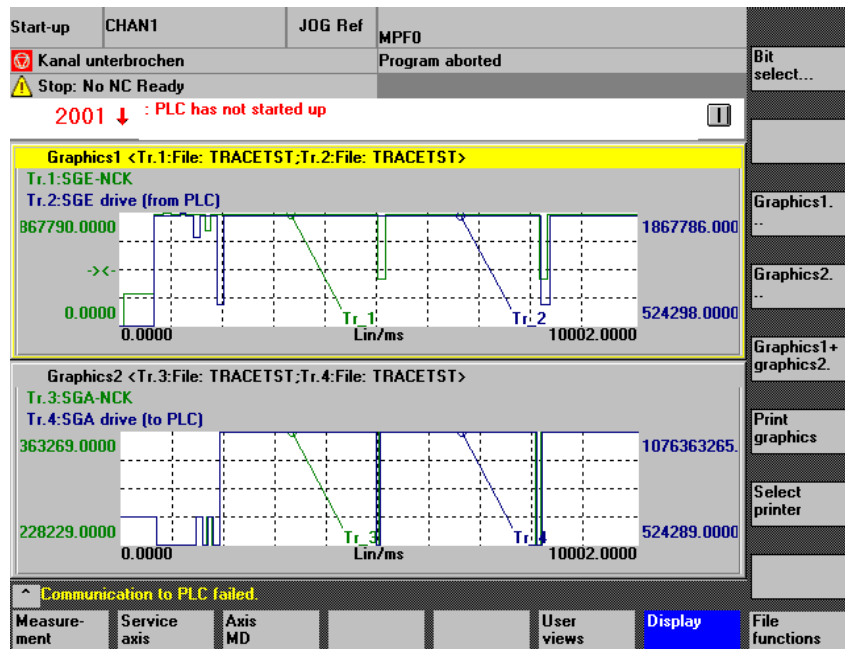 Start-up CHAN1 JOG Ref MPF0
Kanal unterbrochen Program aborted
Stop: No NC Ready
2001 ↓ : PLC has not started up
Graphics1 <Tr.1:File: TRACETST;Tr.2:File: TRACETST>
Tr.1:SGE-NCK
Tr.2:SGE drive (from PLC)
867790.0000 1867786.000
-><-
0.0000 524298.0000
Tr_1 Tr_2
0.0000 Lin/ms 10002.0000
Graphics2 <Tr.3:File: TRACETST;Tr.4:File: TRACETST>
Tr.3:SGA-NCK
Tr.4:SGA drive (to PLC)
363269.0000 1076363265.
228229.0000 524289.0000
Tr_3 Tr_4
0.0000 Lin/ms 10002.0000
^ Communication to PLC failed.
Bit
select...
Graphics1.
..
Graphics2.
..
Graphics1+
graphics2.
Print
graphics
Select
printer
Measure-
ment
Service
axis
Axis
MD
User
views
Display
File
functions